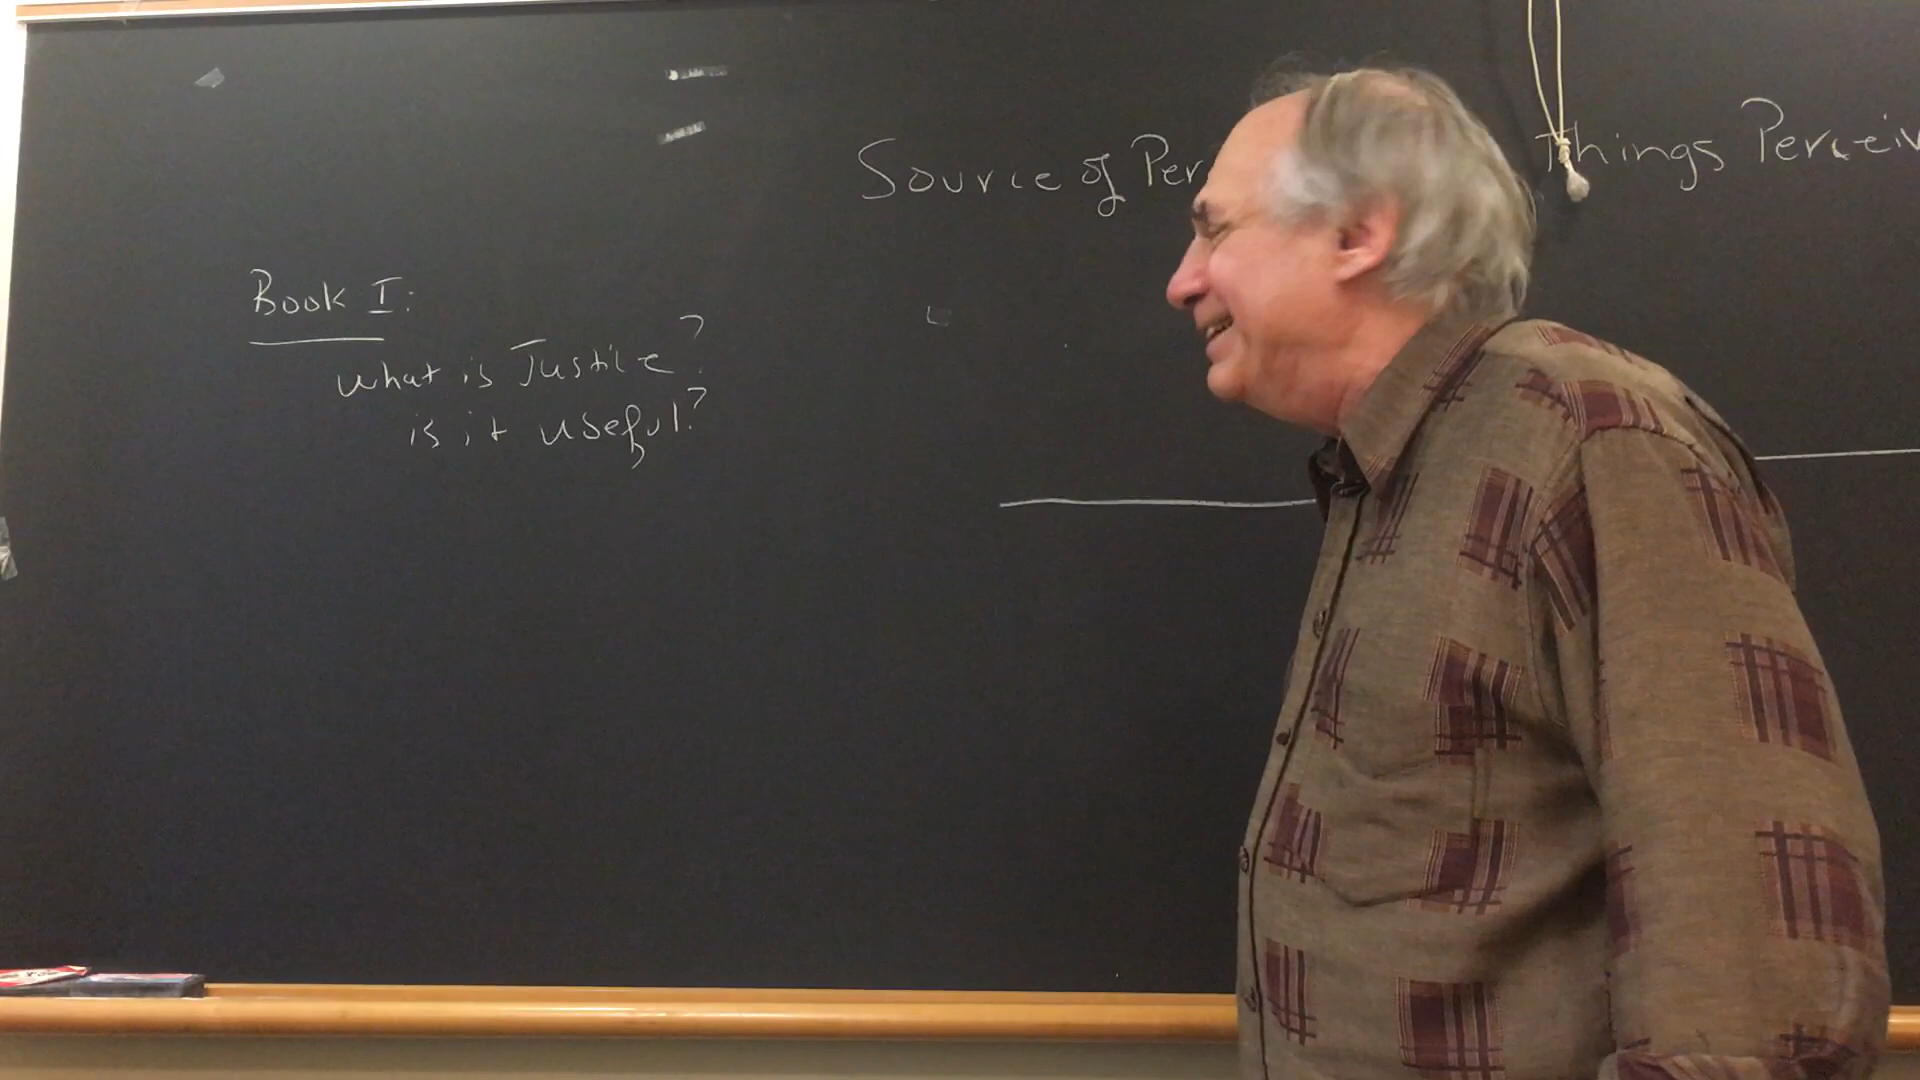 Book I:
What is Justice?
is it useful?
Source of Per
Things Perceiv